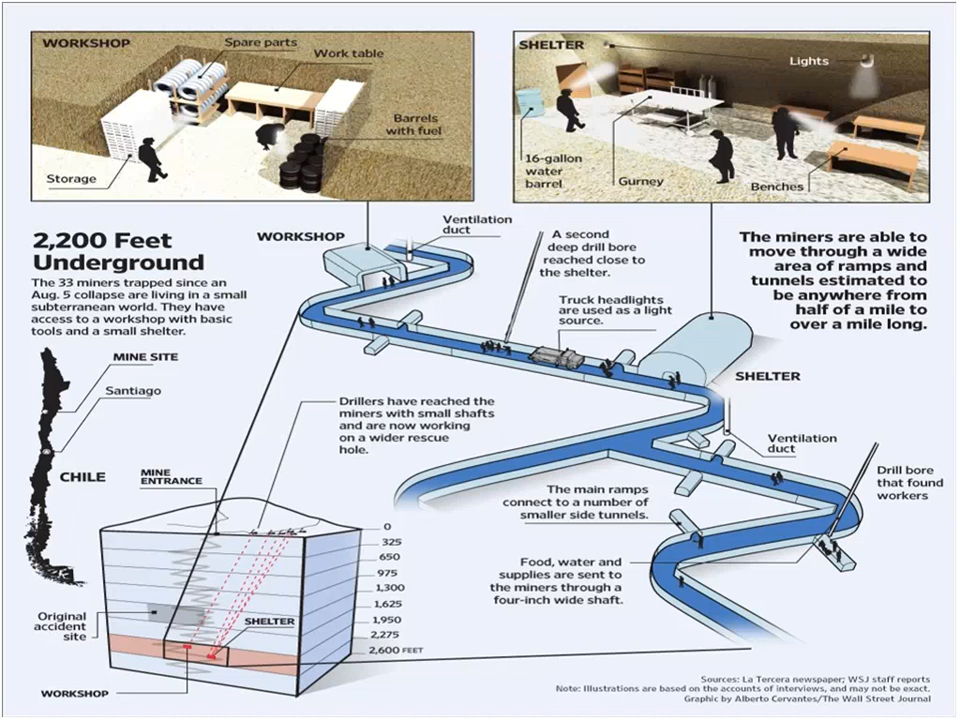 WORKSHOP
Spare parts
Work table
Barrels
with fuel
Storage
SHELTER
Lights
16-gallon
water
barrel
Gurney
Benches
2,200 Feet
Underground
The 33 miners trapped since an
Aug. 5 collapse are living in a small
subterranean world. They have
access to a workshop with basic
tools and a small shelter.
WORKSHOP
Ventilation
duct
A second
deep drill bore
reached close to
the shelter.
Truck headlights
are used as a light
source.
The miners are able to
move through a wide
area of ramps and
tunnels estimated to
be anywhere from
half of a mile to
over a mile long.
SHELTER
MINE SITE
Santiago
CHILE
Drillers have reached the
miners with small shafts
and are now working
on a wider rescue
hole.
Ventilation
duct
Drill bore
that found
workers
The main ramps
connect to a number of
smaller side tunnels.
Food, water and
supplies are sent to
the miners through a
four-inch wide shaft.
MINE
ENTRANCE
0
325
650
975
1,300
1,625
1,950
2,275
2,600 FEET
Original
accident
site
SHELTER
WORKSHOP
Sources: La Tercera newspaper; WSJ staff reports
Note: Illustrations are based on the accounts of interviews, and may not be exact.
Graphic by Alberto Cervantes/The Wall Street Journal